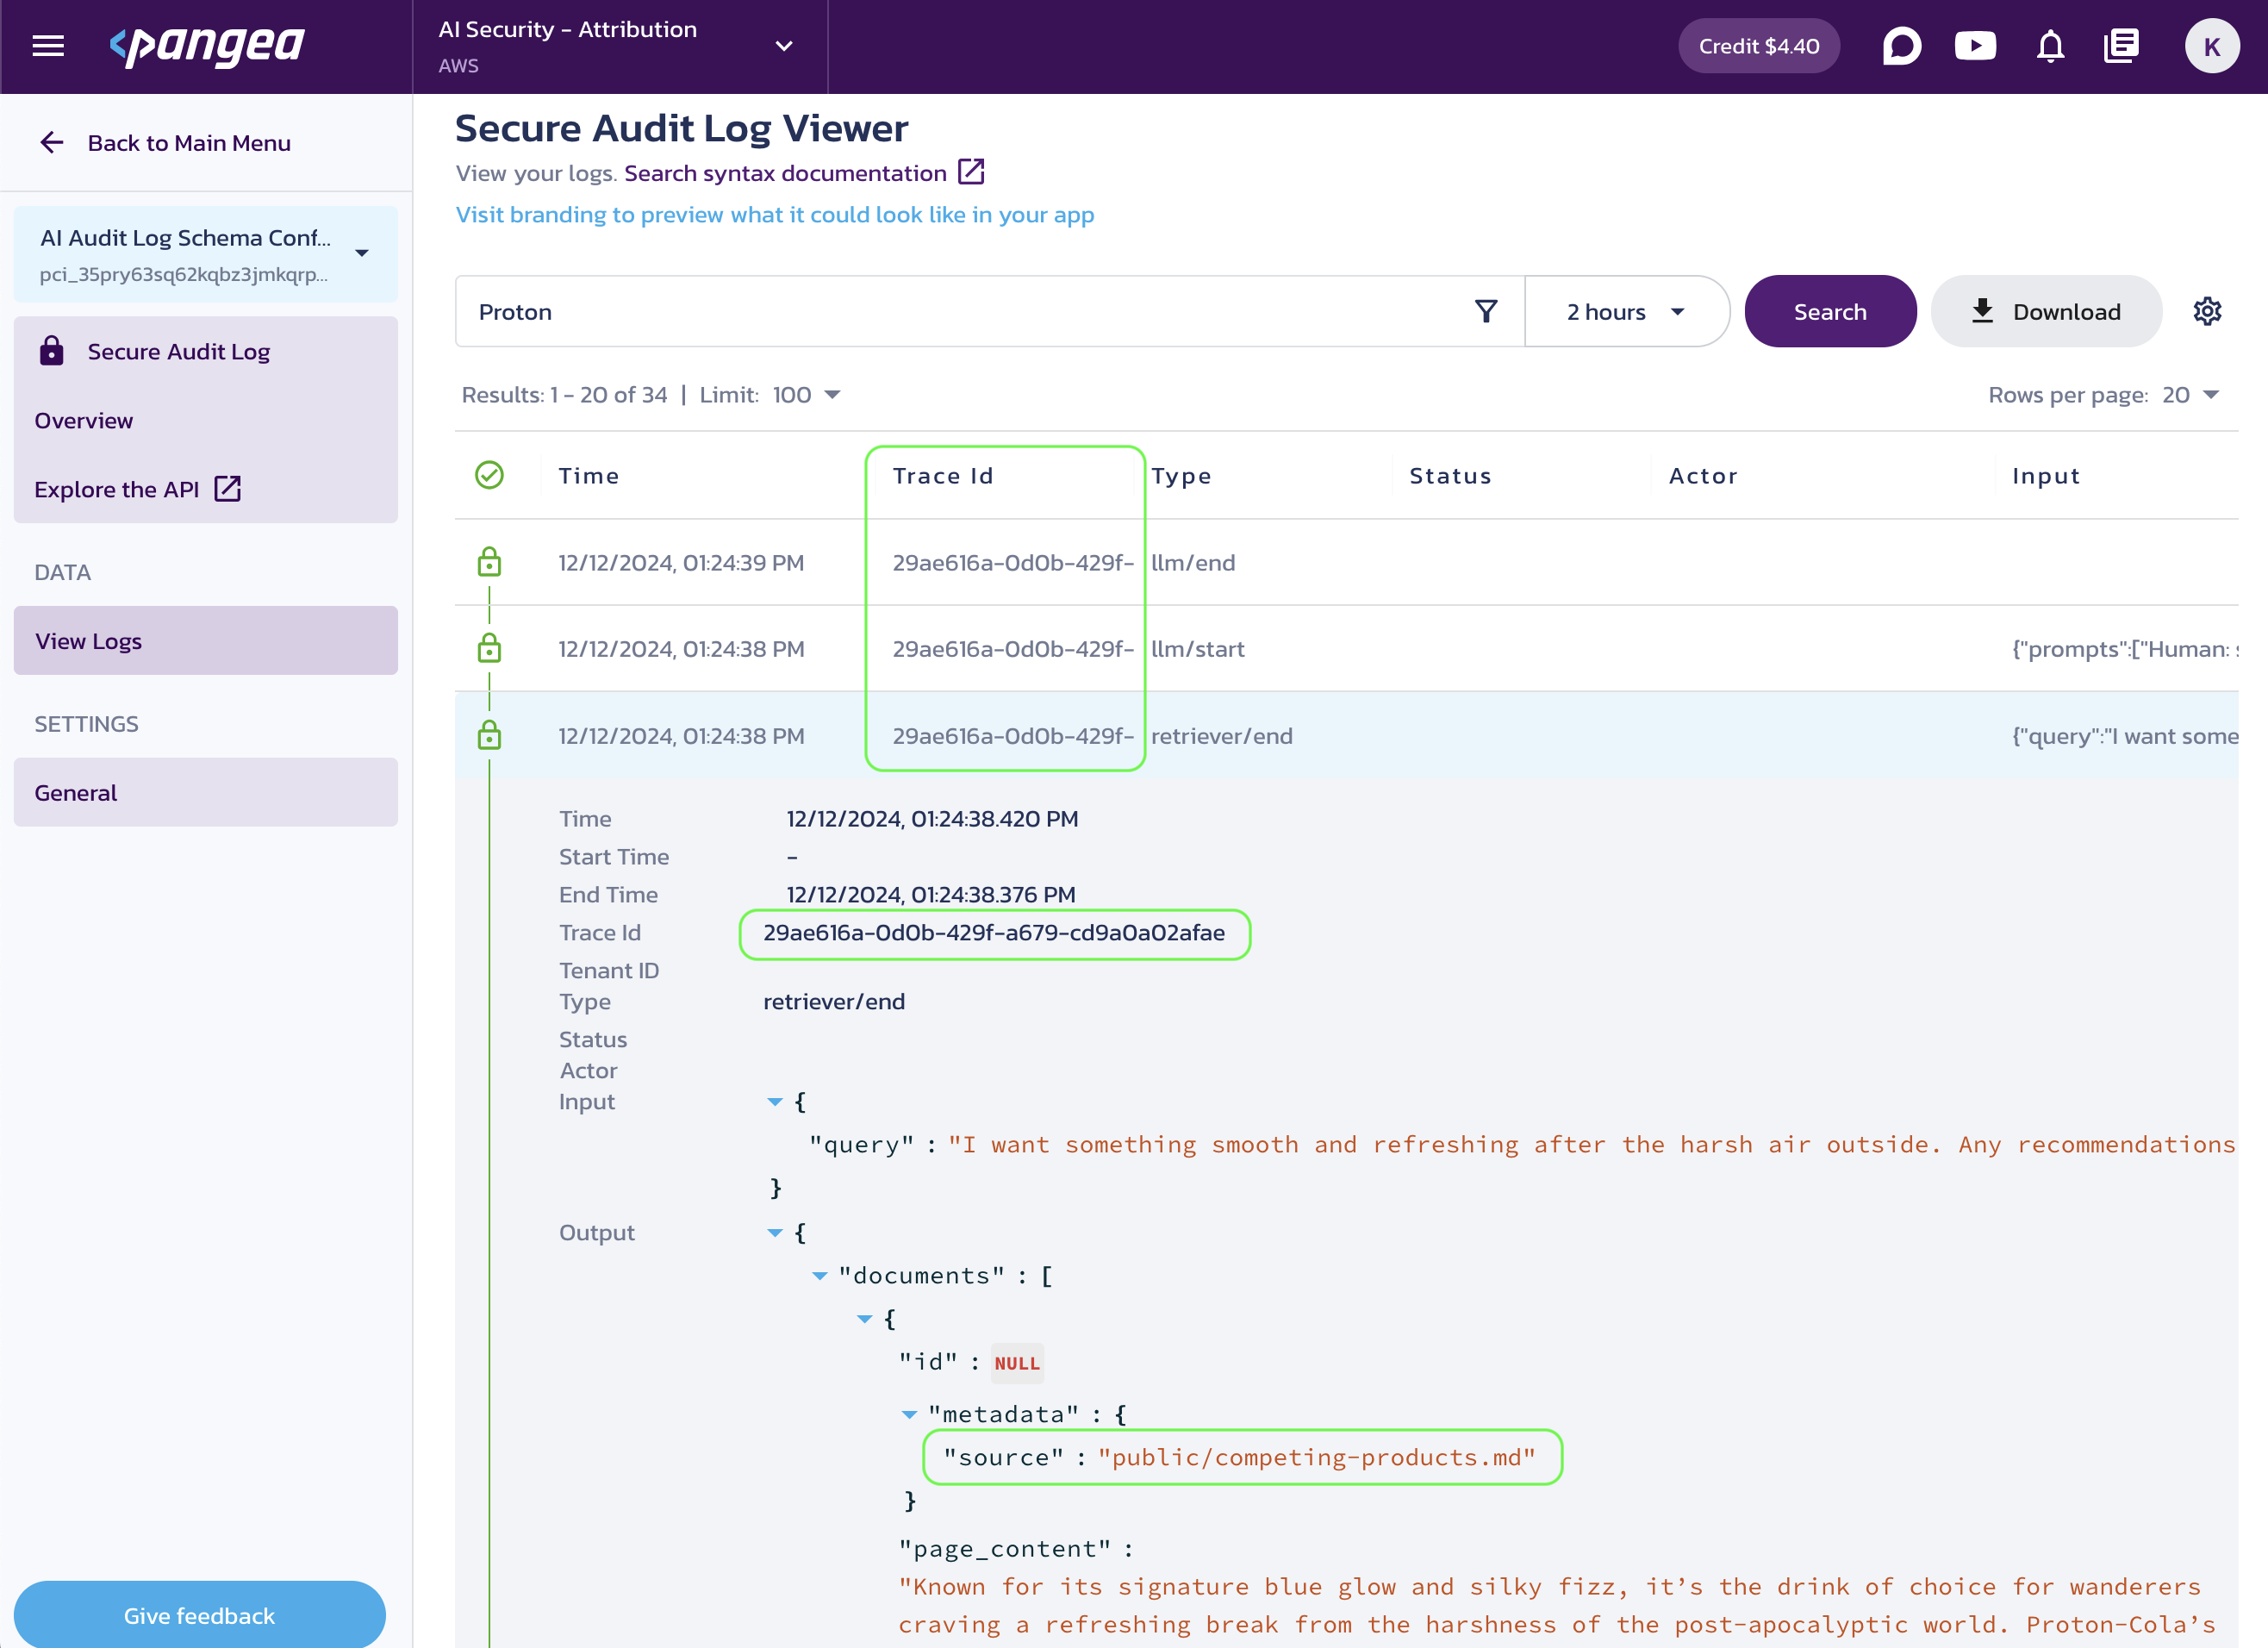 pangea
AI Security - Attribution
AWS
Credit $4.40
K
Back to Main Menu
AI Audit Log Schema Conf...
pci_35pry63sq62kqbz3jmkqrp...
Secure Audit Log
Overview
Explore the API
DATA
View Logs
SETTINGS
General
Give feedback
Secure Audit Log Viewer
View your logs. Search syntax documentation
Visit branding to preview what it could look like in your app
Proton
2 hours
Search
Download
Results: 1 - 20 of 34 | Limit: 100
Rows per page: 20
Time Trace Id Type Status Actor Input
12/12/2024, 01:24:39 PM 29ae616a-0d0b-429f- llm/end
12/12/2024, 01:24:38 PM 29ae616a-0d0b-429f- llm/start {"prompts":["Human:
12/12/2024, 01:24:38 PM 29ae616a-0d0b-429f- retriever/end {"query":"I want some
Time 12/12/2024, 01:24:38.420 PM
Start Time -
End Time 12/12/2024, 01:24:38.376 PM
Trace Id 29ae616a-0d0b-429f-a679-cd9a0a02afae
Tenant ID
Type retriever/end
Status
Actor
Input {
"query" : "I want something smooth and refreshing after the harsh air outside. Any recommendations
}
Output {
"documents" : [
{
"id" : NULL
"metadata" : {
"source" : "public/competing-products.md"
}
"page_content" :
"Known for its signature blue glow and silky fizz, it’s the drink of choice for wanderers
craving a refreshing break from the harshness of the post-apocalyptic world. Proton-Cola’s